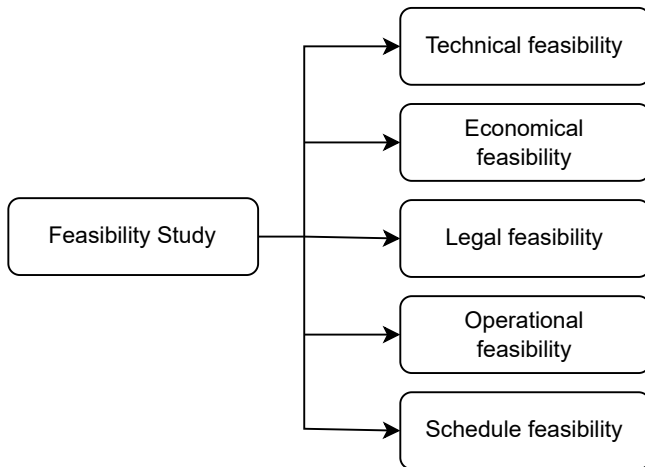 Technical feasibility
Economical
feasibility
Feasibility Study
Legal feasibility
Operational
feasibility
Schedule feasibility